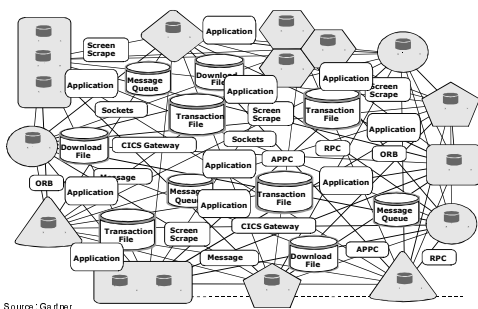 Application
Screen
Scrape
Message
Queue
Download
File
Application
Application
Application
Screen
Scrape
Sockets
Transaction
File
Screen
Scrape
Transaction
File
Application
Sockets
Download
File
CICS Gateway
RPC
ORB
Application
APPC
ORB
Message
Application
Message
Queue
Application
Transaction
File
Application
Message
Queue
Transaction
File
Screen
Scrape
CICS Gateway
Application
Message
Download
File
APPC
RPC
Source: Gartner